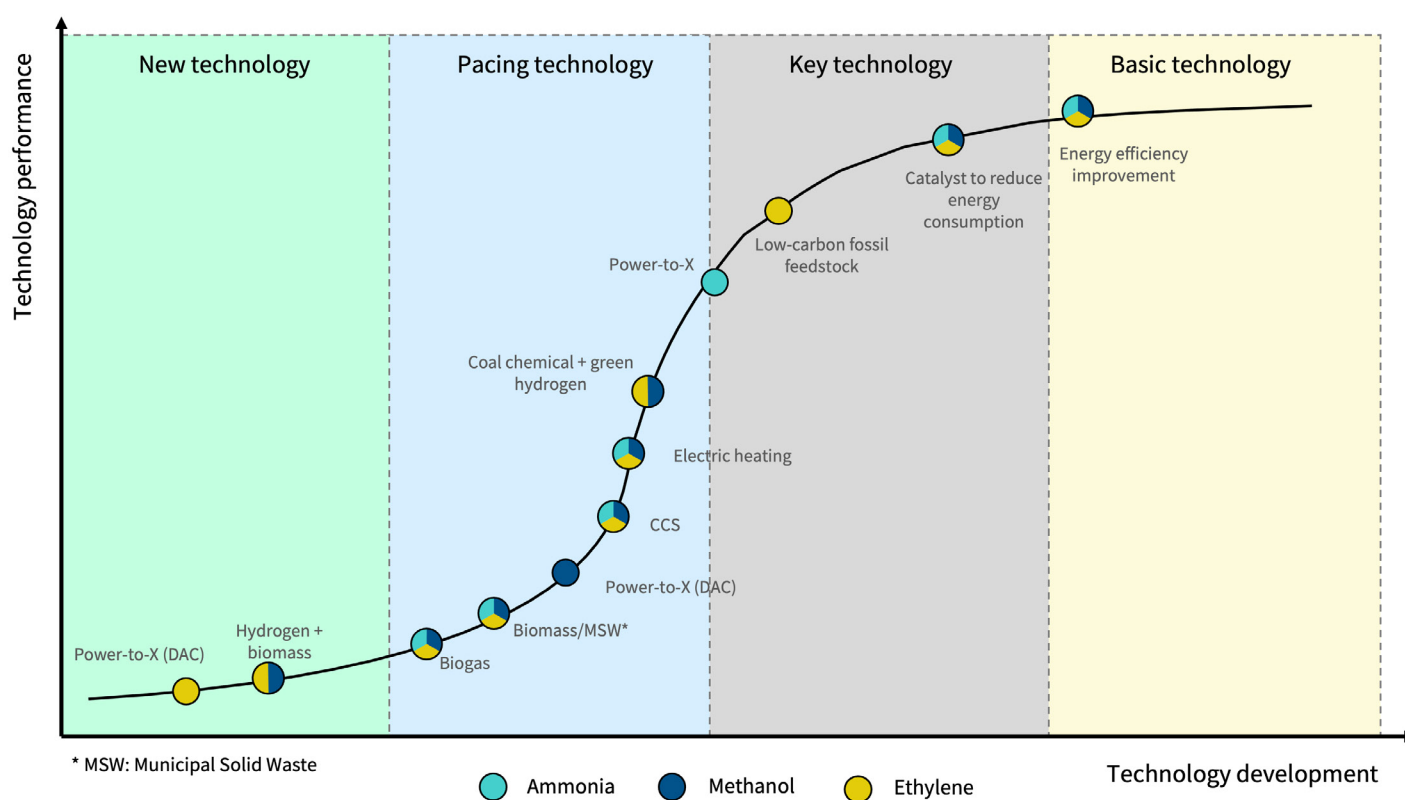 New technology
Pacing technology
Key technology
Basic technology
Technology performance
Energy efficiency
improvement
Catalyst to reduce
energy
consumption
Low-carbon fossil
feedstock
Power-to-X
Coal chemical + green
hydrogen
Electric heating
CCS
Power-to-X (DAC)
Biomass/MSW*
Biogas
Hydrogen +
biomass
Power-to-X (DAC)
* MSW: Municipal Solid Waste
Technology development
Ammonia
Methanol
Ethylene